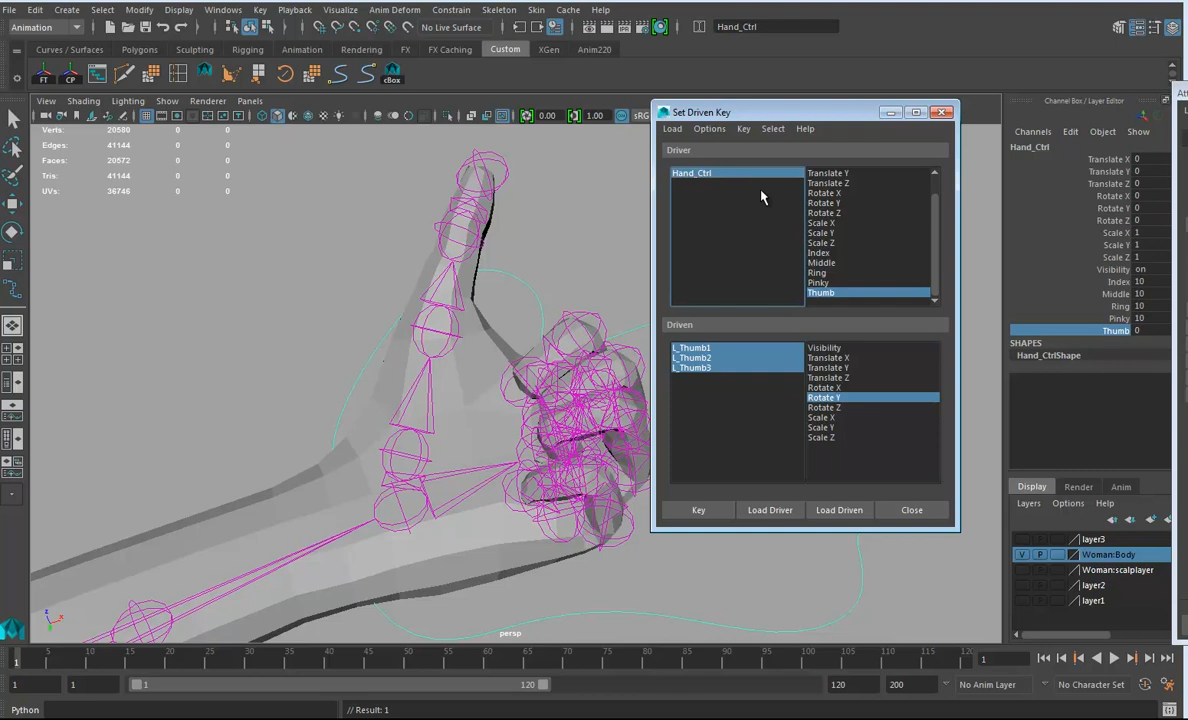 File Edit Create Select Modify Display Windows Key Playback Visualize Anim Deform Constrain Skeleton Skin Cache Help
Animation No Live Surface Hand_Ctrl
Curves / Surfaces Polygons Sculpting Rigging Animation Rendering FX FX Caching Custom XGen Anim220
FT CP cBox
View Shading Lighting Show Renderer Panels
0.00 1.00 sRG
Verts: 20580 0 0
Edges: 41144 0 0
Faces: 20572 0 0
Tris: 41144 0 0
UVs: 36746 0 0
persp
Set Driven Key
Load Options Key Select Help
Driver
Hand_Ctrl
Translate Y
Translate Z
Rotate X
Rotate Y
Rotate Z
Scale X
Scale Y
Scale Z
Index
Middle
Ring
Pinky
Thumb
Driven
L_Thumb1
L_Thumb2
L_Thumb3
Visibility
Translate X
Translate Y
Translate Z
Rotate X
Rotate Y
Rotate Z
Scale X
Scale Y
Scale Z
Key Load Driver Load Driven Close
Channel Box / Layer Editor
Channels Edit Object Show
Hand_Ctrl
Translate X 0
Translate Y 0
Translate Z 0
Rotate X 0
Rotate Y 0
Rotate Z 0
Scale X 1
Scale Y 1
Scale Z 1
Visibility on
Index 10
Middle 10
Ring 10
Pinky 10
Thumb 0
SHAPES
Hand_CtrlShape
Display Render Anim
Layers Options Help
layer3
V P Woman:Body
Woman:scalplayer
layer2
layer1
5 10 15 20 25 30 35 40 45 50 55 60 65 70 75 80 85 90 95 100 105 110 115 120
1 1
1 1 1 120 120 200 No Anim Layer No Character Set
Python // Result: 1